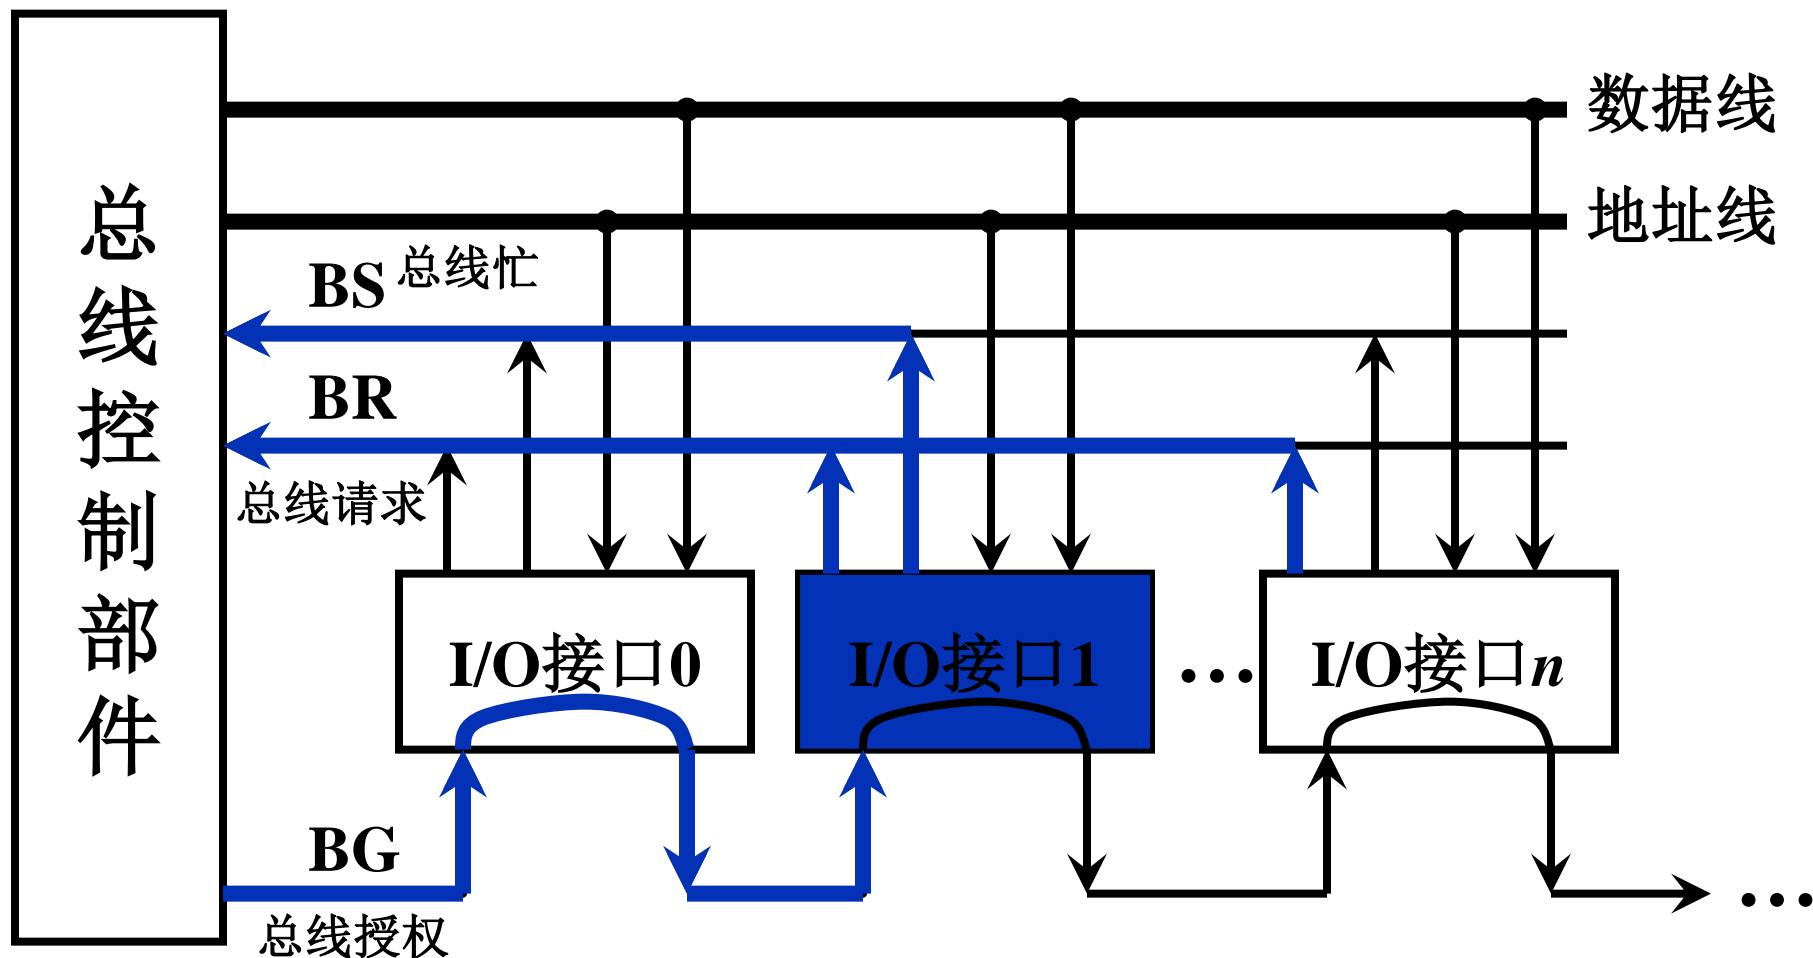 数据线
总线控制部件
地址线
BS 总线忙
BR
总线请求
I/O接口0
I/O接口1
...
I/O接口n
BG
总线授权
...